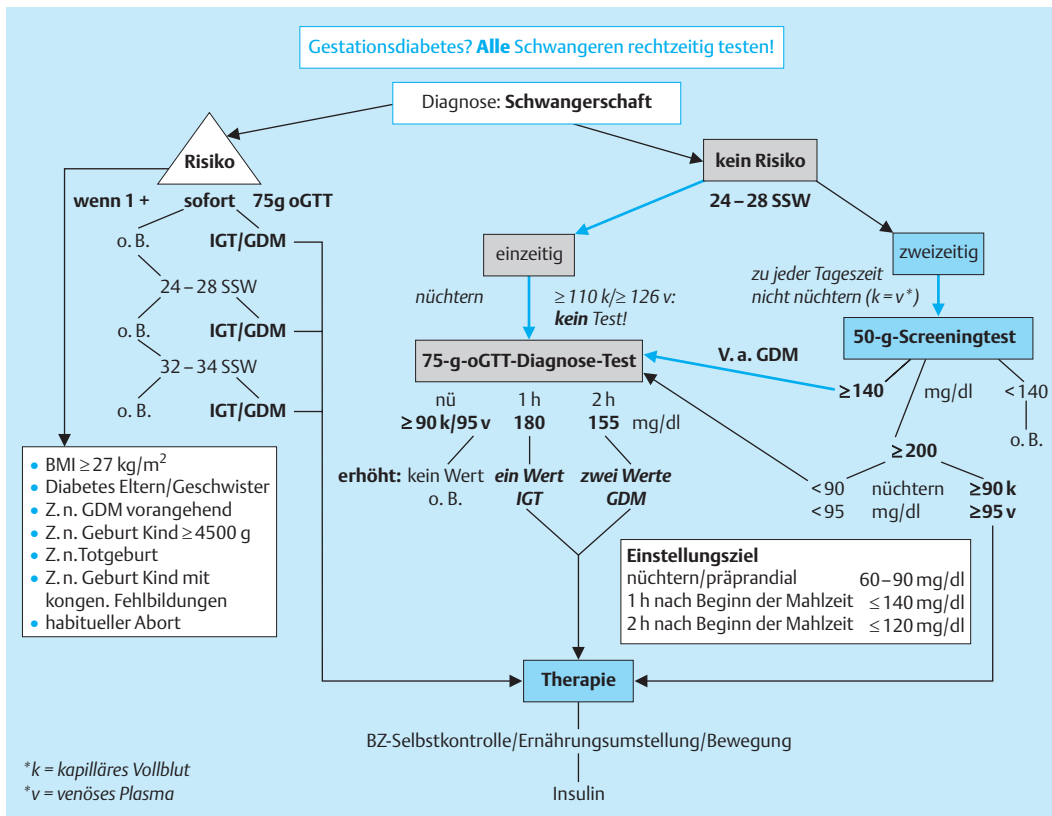 Gestationsdiabetes? Alle Schwangeren rechtzeitig testen!
Diagnose: Schwangerschaft
Risiko
wenn 1 + sofort 75g oGTT
o. B. IGT/GDM
24 – 28 SSW
o. B. IGT/GDM
32 – 34 SSW
o. B. IGT/GDM
• BMI ≥ 27 kg/m²
• Diabetes Eltern/Geschwister
• Z. n. GDM vorangehend
• Z. n. Geburt Kind ≥ 4500 g
• Z. n. Totgeburt
• Z. n. Geburt Kind mit
kongen. Fehlbildungen
• habitueller Abort
kein Risiko
24 – 28 SSW
einzeitig
nüchtern
≥ 110 k/≥ 126 v:
kein Test!
75-g-oGTT-Diagnose-Test
nü 1 h 2 h
≥ 90 k/95 v 180 155 mg/dl
erhöht: kein Wert ein Wert zwei Werte
o. B. IGT GDM
zweizeitig
zu jeder Tageszeit
nicht nüchtern (k = v*)
50-g-Screeningtest
V. a. GDM
≥ 140 mg/dl < 140
o. B.
≥ 200
< 90 nüchtern ≥ 90 k
< 95 mg/dl ≥ 95 v
Einstellungsziel
nüchtern/präprandial 60 – 90 mg/dl
1 h nach Beginn der Mahlzeit ≤ 140 mg/dl
2 h nach Beginn der Mahlzeit ≤ 120 mg/dl
Therapie
BZ-Selbstkontrolle/Ernährungsumstellung/Bewegung
Insulin
*k = kapilläres Vollblut
*v = venöses Plasma